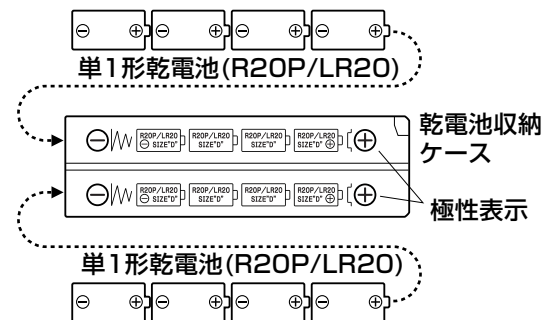 ⊖ ⊕ ⊖ ⊕ ⊖ ⊕ ⊖ ⊕
単1形乾電池(R20P/LR20)
乾電池収納
ケース
⊖ R20P/LR20 R20P/LR20 R20P/LR20 R20P/LR20 ⊕
⊖ SIZE"D" SIZE"D" SIZE"D" SIZE"D" ⊕
⊖ R20P/LR20 R20P/LR20 R20P/LR20 R20P/LR20 ⊕
⊖ SIZE"D" SIZE"D" SIZE"D" SIZE"D" ⊕
極性表示
単1形乾電池(R20P/LR20)
⊖ ⊕ ⊖ ⊕ ⊖ ⊕ ⊖ ⊕